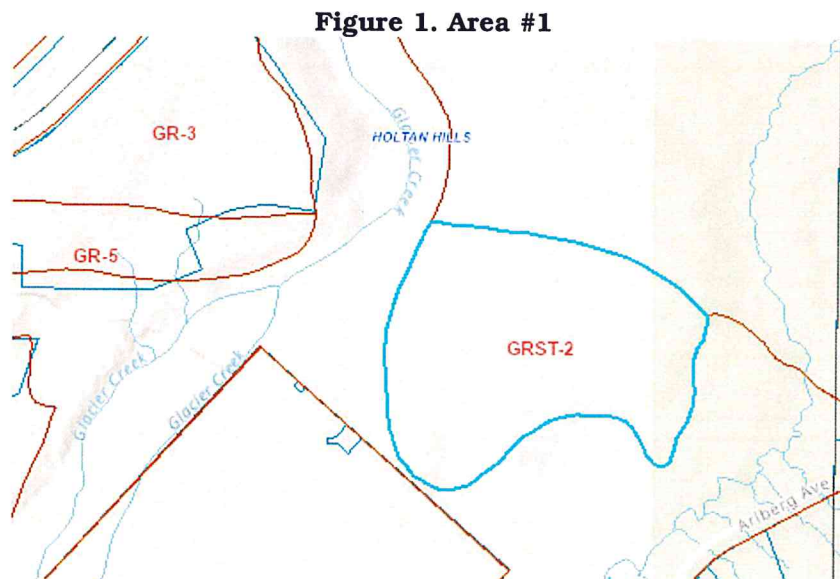 Figure 1. Area #1
GR-3
Glacier Creek
HOLTAN HILLS
GR-5
GRST-2
Glacier Creek
Glacier Creek
Arlberg Ave